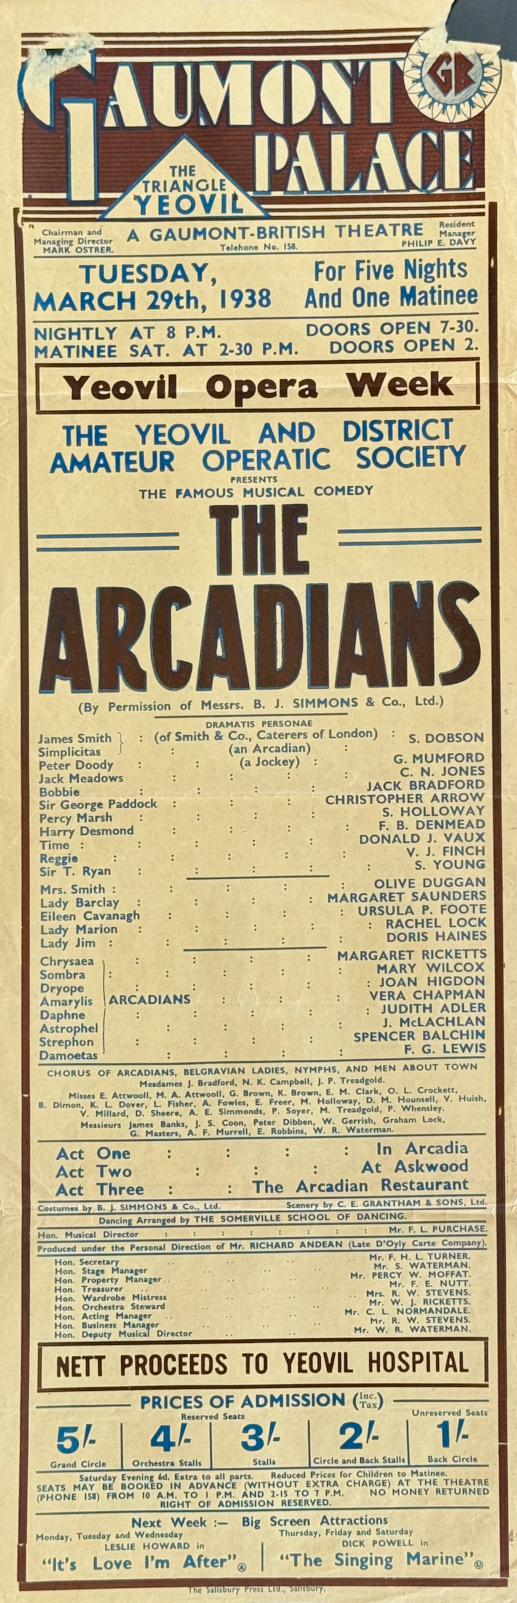 GAUMONT
PALACE
GB
THE
TRIANGLE
YEOVIL
Chairman and
Managing Director
MARK OSTRER.
A GAUMONT-BRITISH THEATRE
Telehone No. 158.
Resident
Manager
PHILIP E. DAVY
TUESDAY,
MARCH 29th, 1938
For Five Nights
And One Matinee
NIGHTLY AT 8 P.M. DOORS OPEN 7-30.
MATINEE SAT. AT 2-30 P.M. DOORS OPEN 2.
Yeovil Opera Week
THE YEOVIL AND DISTRICT
AMATEUR OPERATIC SOCIETY
PRESENTS
THE FAMOUS MUSICAL COMEDY
THE
ARCADIANS
(By Permission of Messrs. B. J. SIMMONS & Co., Ltd.)
DRAMATIS PERSONAE
James Smith } : (of Smith & Co., Caterers of London) : S. DOBSON
Simplicitas : (an Arcadian) :
Peter Doody : (a Jockey) : G. MUMFORD
Jack Meadows : : : : C. N. JONES
Bobbie : : : : JACK BRADFORD
Sir George Paddock : : : CHRISTOPHER ARROW
Percy Marsh : : : : S. HOLLOWAY
Harry Desmond : : : : F. B. DENMEAD
Time : : : : DONALD J. VAUX
Reggie : : : : V. J. FINCH
Sir T. Ryan : : : : S. YOUNG
Mrs. Smith : : : : OLIVE DUGGAN
Lady Barclay : : : : MARGARET SAUNDERS
Eileen Cavanagh : : : : URSULA P. FOOTE
Lady Marion : : : : RACHEL LOCK
Lady Jim : : : : DORIS HAINES
Chrysaea : : : MARGARET RICKETTS
Sombra : : : : MARY WILCOX
Dryope : : : : JOAN HIGDON
Amarylis ARCADIANS : : : VERA CHAPMAN
Daphne : : : : JUDITH ADLER
Astrophel : : : : J. McLACHLAN
Strephon : : : : SPENCER BALCHIN
Damoetas : : : : F. G. LEWIS
CHORUS OF ARCADIANS, BELGRAVIAN LADIES, NYMPHS, AND MEN ABOUT TOWN
Mesdames J. Bradford, N. K. Campbell, J. P. Treadgold.
Misses E. Attwooll, M. A. Attwooll, G. Brown, K. Brown, E. M. Clark, O. L. Crockett,
B. Dimon, K. L. Dover, L. Fisher, A. Fowles, E. Freer, M. Holloway, D. M. Hounsell, V. Huish,
V. Millard, D. Sheere, A. E. Simmonds, P. Soyer, M. Treadgold, P. Whensley.
Messieurs James Banks, J. S. Coon, Peter Dibben, W. Gerrish, Graham Lock,
G. Masters, A. F. Murrell, E. Robbins, W. R. Waterman.
Act One : : : : In Arcadia
Act Two : : : : At Askwood
Act Three : : The Arcadian Restaurant
Costumes by B. J. SIMMONS & Co., Ltd. Scenery by C. E. GRANTHAM & SONS, Ltd.
Dancing Arranged by THE SOMERVILLE SCHOOL OF DANCING.
Hon. Musical Director : : : : : : : : Mr. F. L. PURCHASE.
Produced under the Personal Direction of Mr. RICHARD ANDEAN (Late D'Oyly Carte Company).
Hon. Secretary Mr. F. H. L. TURNER.
Hon. Stage Manager Mr. S. WATERMAN.
Hon. Property Manager Mr. PERCY W. MOFFAT.
Hon. Treasurer Mr. F. E. NUTT.
Hon. Wardrobe Mistress Mrs. R. W. STEVENS.
Hon. Orchestra Steward Mr. W. J. RICKETTS.
Hon. Acting Manager Mr. C. L. NORMANDALE.
Hon. Business Manager Mr. R. W. STEVENS.
Hon. Deputy Musical Director Mr. W. R. WATERMAN.
NETT PROCEEDS TO YEOVIL HOSPITAL
PRICES OF ADMISSION (Inc. Tax)
Reserved Seats Unreserved Seats
5/- 4/- 3/- 2/- 1/-
Grand Circle Orchestra Stalls Stalls Circle and Back Stalls Back Circle
Saturday Evening 6d. Extra to all parts. Reduced Prices for Children to Matinee.
SEATS MAY BE BOOKED IN ADVANCE (WITHOUT EXTRA CHARGE) AT THE THEATRE
(PHONE 158) FROM 10 A.M. TO 1 P.M. AND 2-15 TO 7 P.M. NO MONEY RETURNED
RIGHT OF ADMISSION RESERVED.
Next Week :— Big Screen Attractions
Monday, Tuesday and Wednesday
LESLIE HOWARD in
"It's Love I'm After" A
Thursday, Friday and Saturday
DICK POWELL in
"The Singing Marine" U
The Salisbury Press Ltd., Salisbury.